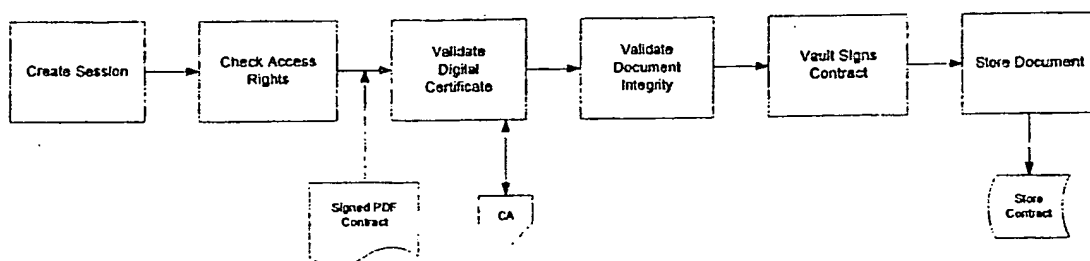 Create Session
Check Access
Rights
Validate
Digital
Certificate
Validate
Document
Integrity
Vault Signs
Contract
Store Document
Signed PDF
Contract
CA
Store
Contract